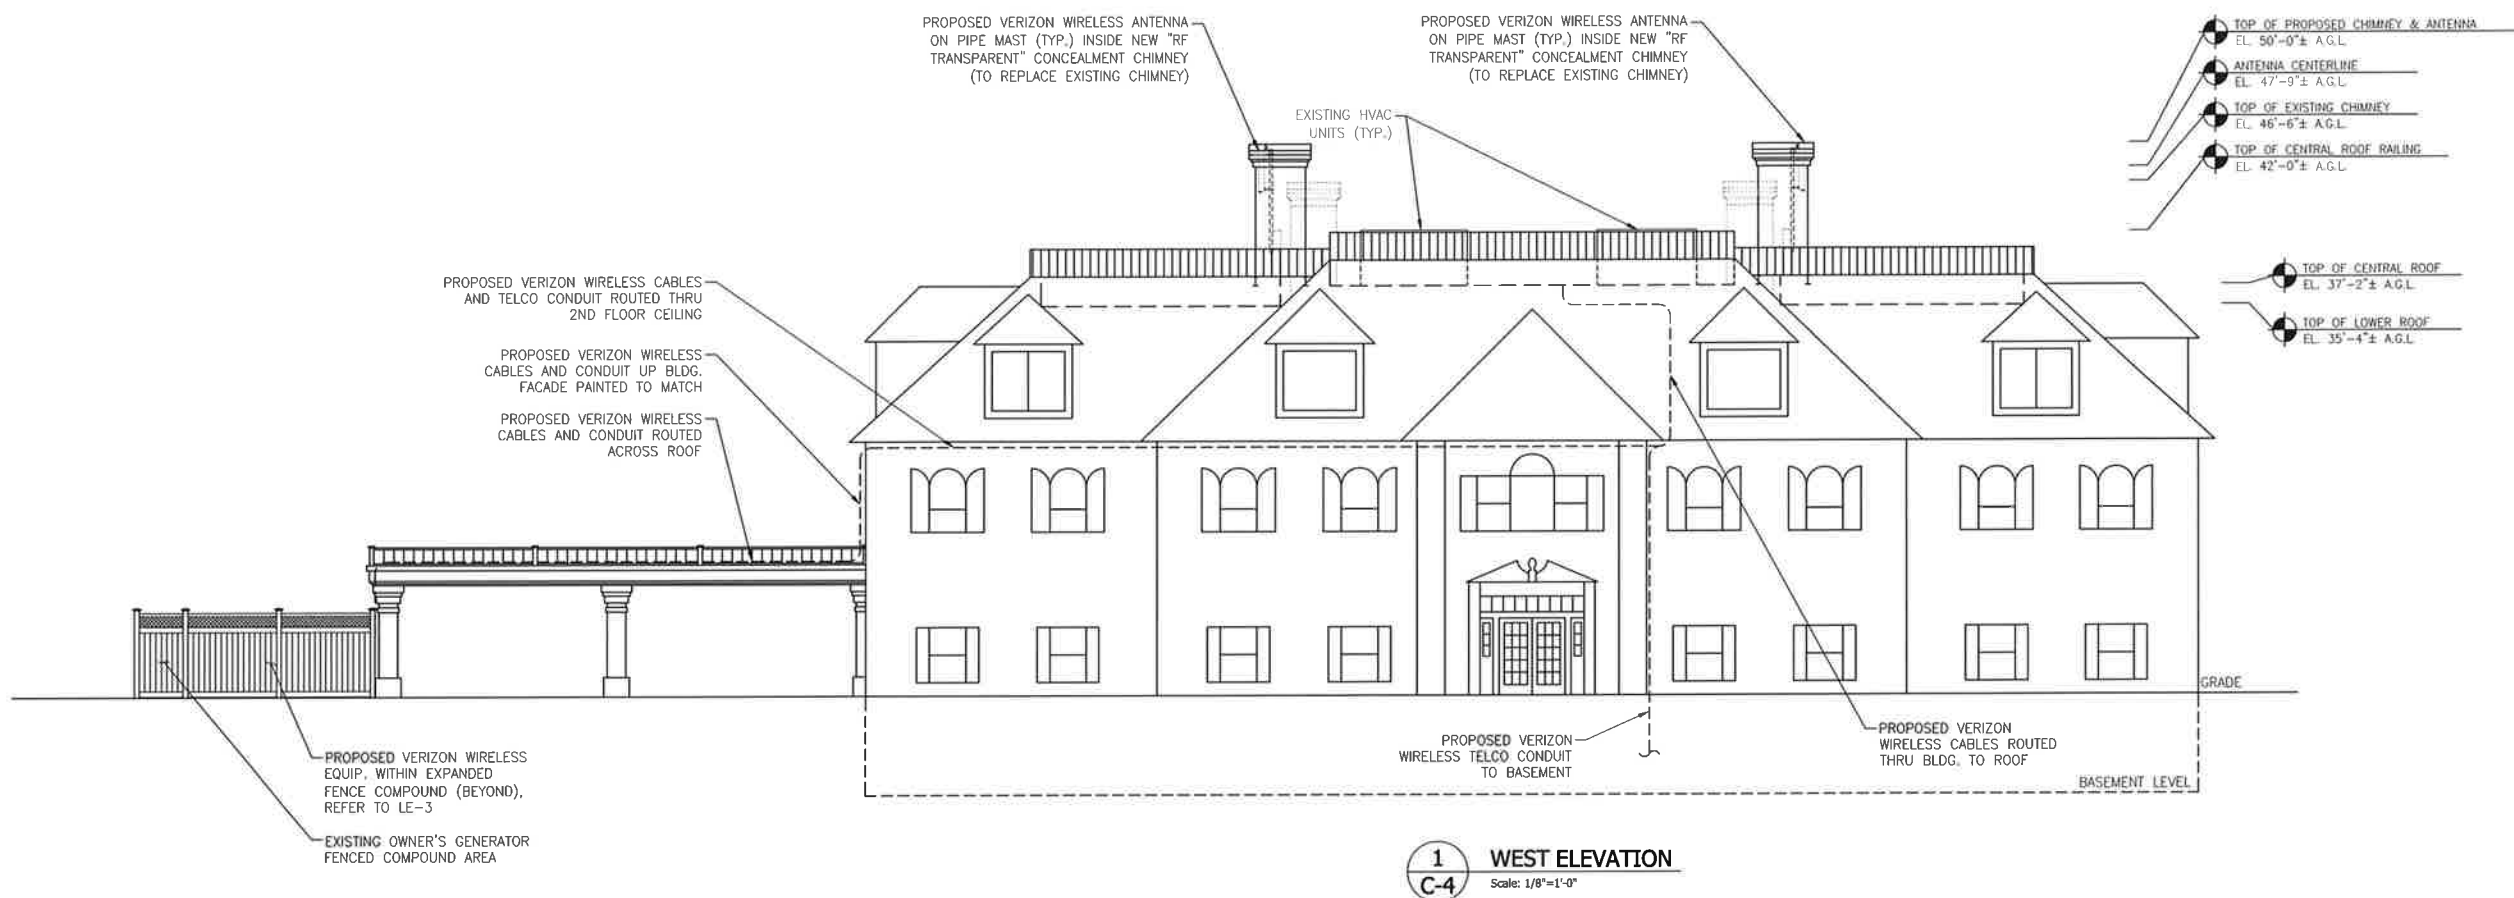 PROPOSED VERIZON WIRELESS ANTENNA
ON PIPE MAST (TYP.) INSIDE NEW "RF
TRANSPARENT" CONCEALMENT CHIMNEY
(TO REPLACE EXISTING CHIMNEY)
PROPOSED VERIZON WIRELESS ANTENNA
ON PIPE MAST (TYP.) INSIDE NEW "RF
TRANSPARENT" CONCEALMENT CHIMNEY
(TO REPLACE EXISTING CHIMNEY)
EXISTING HVAC
UNITS (TYP.)
TOP OF PROPOSED CHIMNEY & ANTENNA
EL. 50'-0"± A.G.L.
ANTENNA CENTERLINE
EL. 47'-9"± A.G.L.
TOP OF EXISTING CHIMNEY
EL. 46'-6"± A.G.L.
TOP OF CENTRAL ROOF RAILING
EL. 42'-0"± A.G.L.
TOP OF CENTRAL ROOF
EL. 37'-2"± A.G.L.
TOP OF LOWER ROOF
EL. 35'-4"± A.G.L.
PROPOSED VERIZON WIRELESS CABLES
AND TELCO CONDUIT ROUTED THRU
2ND FLOOR CEILING
PROPOSED VERIZON WIRELESS
CABLES AND CONDUIT UP BLDG.
FACADE PAINTED TO MATCH
PROPOSED VERIZON WIRELESS
CABLES AND CONDUIT ROUTED
ACROSS ROOF
GRADE
PROPOSED VERIZON WIRELESS
EQUIP. WITHIN EXPANDED
FENCE COMPOUND (BEYOND),
REFER TO LE-3
EXISTING OWNER'S GENERATOR
FENCED COMPOUND AREA
PROPOSED VERIZON
WIRELESS TELCO CONDUIT
TO BASEMENT
PROPOSED VERIZON
WIRELESS CABLES ROUTED
THRU BLDG. TO ROOF
BASEMENT LEVEL
1
C-4
WEST ELEVATION
Scale: 1/8"=1'-0"